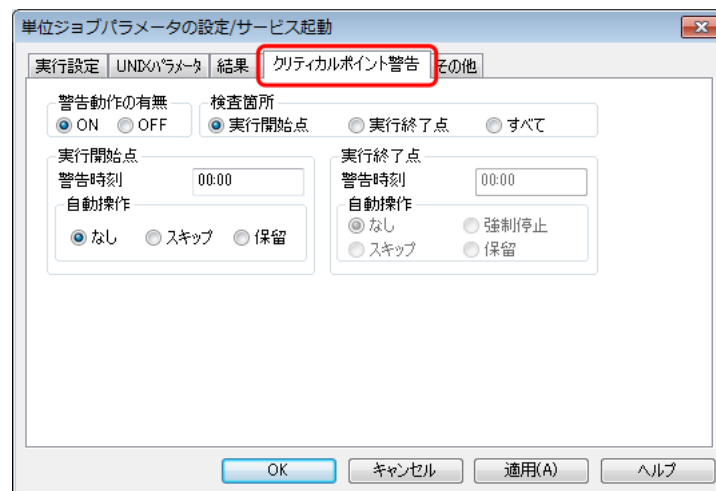 単位ジョブパラメータの設定/サービス起動
実行設定 UNIXパラメータ 結果 クリティカルポイント警告 その他
警告動作の有無 検査箇所
ON OFF 実行開始点 実行終了点 すべて
実行開始点 実行終了点
警告時刻 00:00 警告時刻 00:00
自動操作 自動操作
なし スキップ 保留 なし 強制停止
スキップ 保留
OK キャンセル 適用(A) ヘルプ